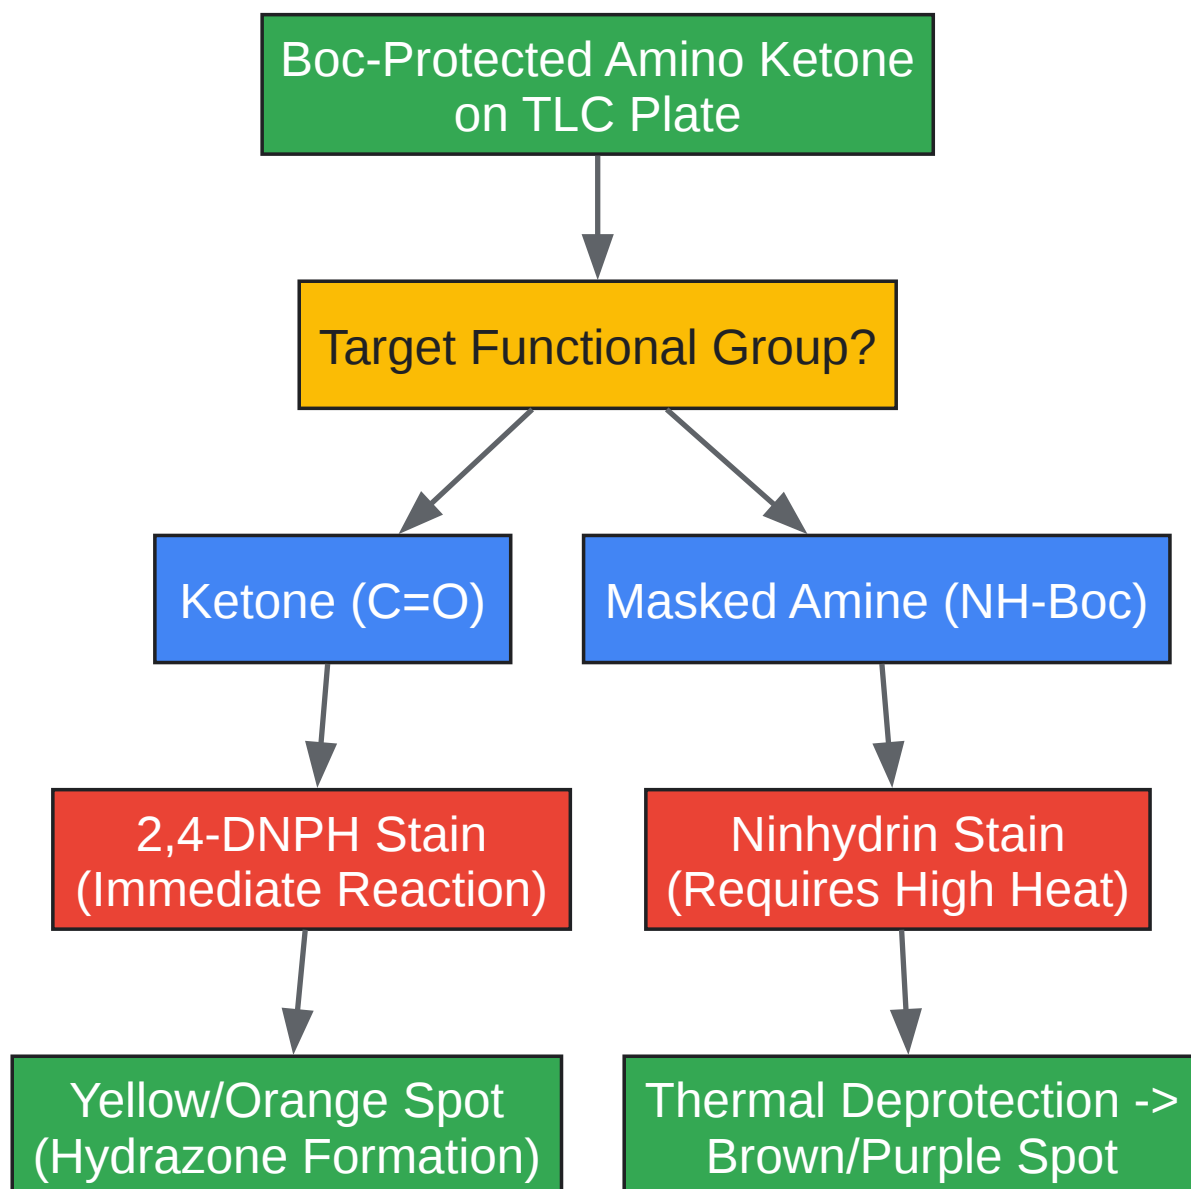 Boc-Protected Amino Ketone
on TLC Plate
Target Functional Group?
Ketone (C=O)
Masked Amine (NH-Boc)
2,4-DNPH Stain
(Immediate Reaction)
Ninhydrin Stain
(Requires High Heat)
Yellow/Orange Spot
(Hydrazone Formation)
Thermal Deprotection ->
Brown/Purple Spot